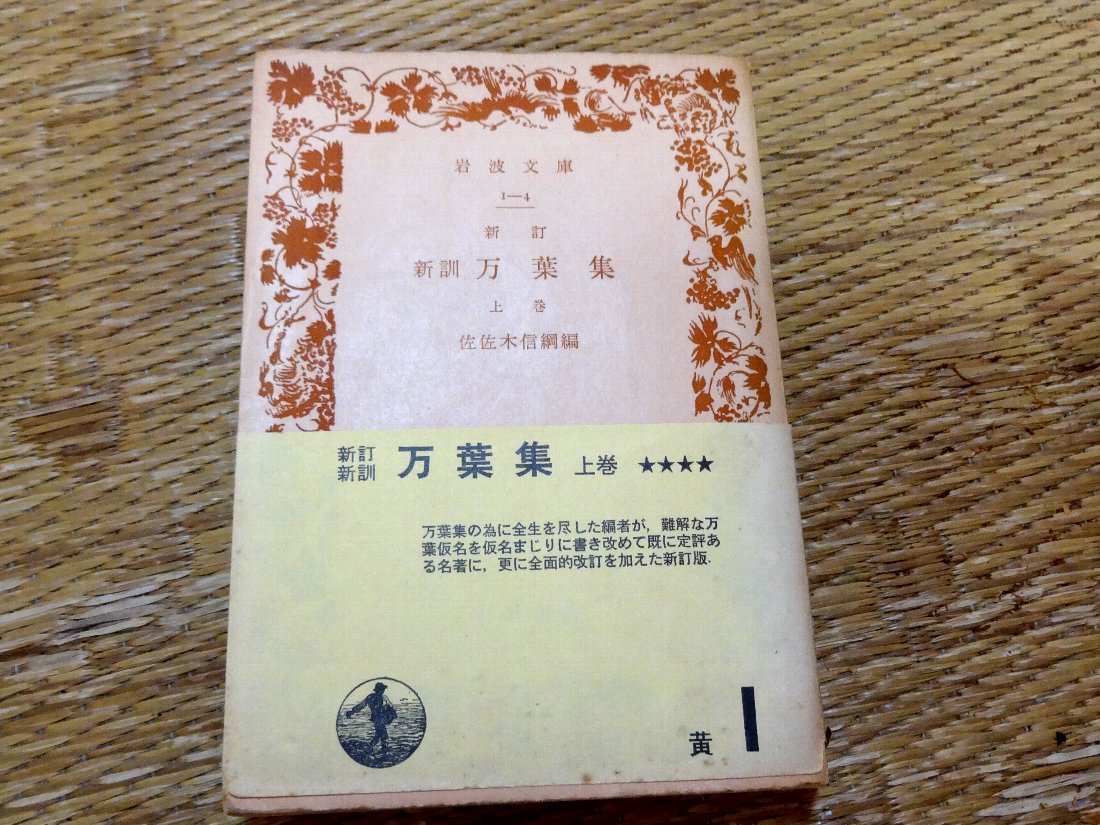 岩波文庫
1—4
新訂
新訓 万葉集
上巻
佐佐木信綱編
新訂
新訓 万葉集 上巻 ★★★★
万葉集の為に全生を尽した編者が，難解な万
葉仮名を仮名まじりに書き改めて既に定評あ
る名著に，更に全面的改訂を加えた新訂版．
黄 1